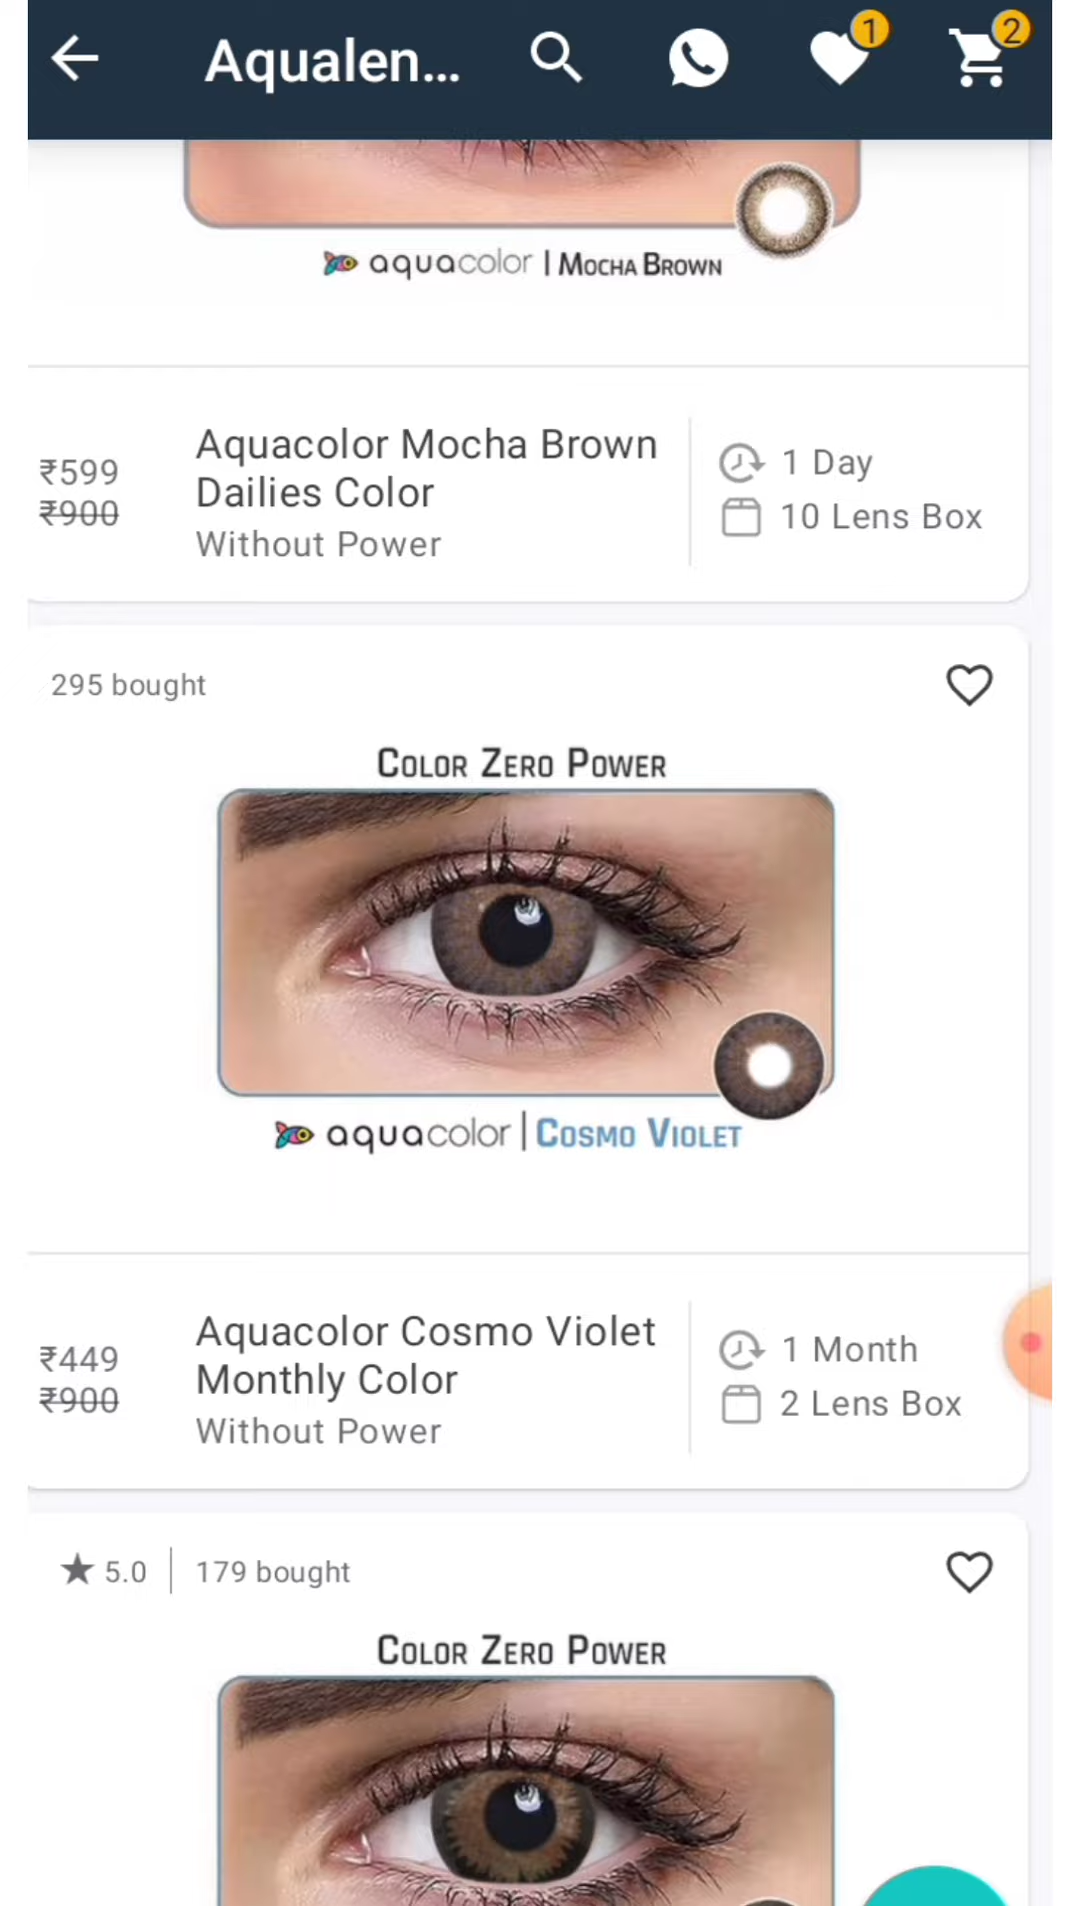 Aqualen...
1
2
aquacolor | MOCHA BROWN
₹599
₹900
Aquacolor Mocha Brown
Dailies Color
Without Power
1 Day
10 Lens Box
295 bought
COLOR ZERO POWER
aquacolor | COSMO VIOLET
₹449
₹900
Aquacolor Cosmo Violet
Monthly Color
Without Power
1 Month
2 Lens Box
5.0 | 179 bought
COLOR ZERO POWER